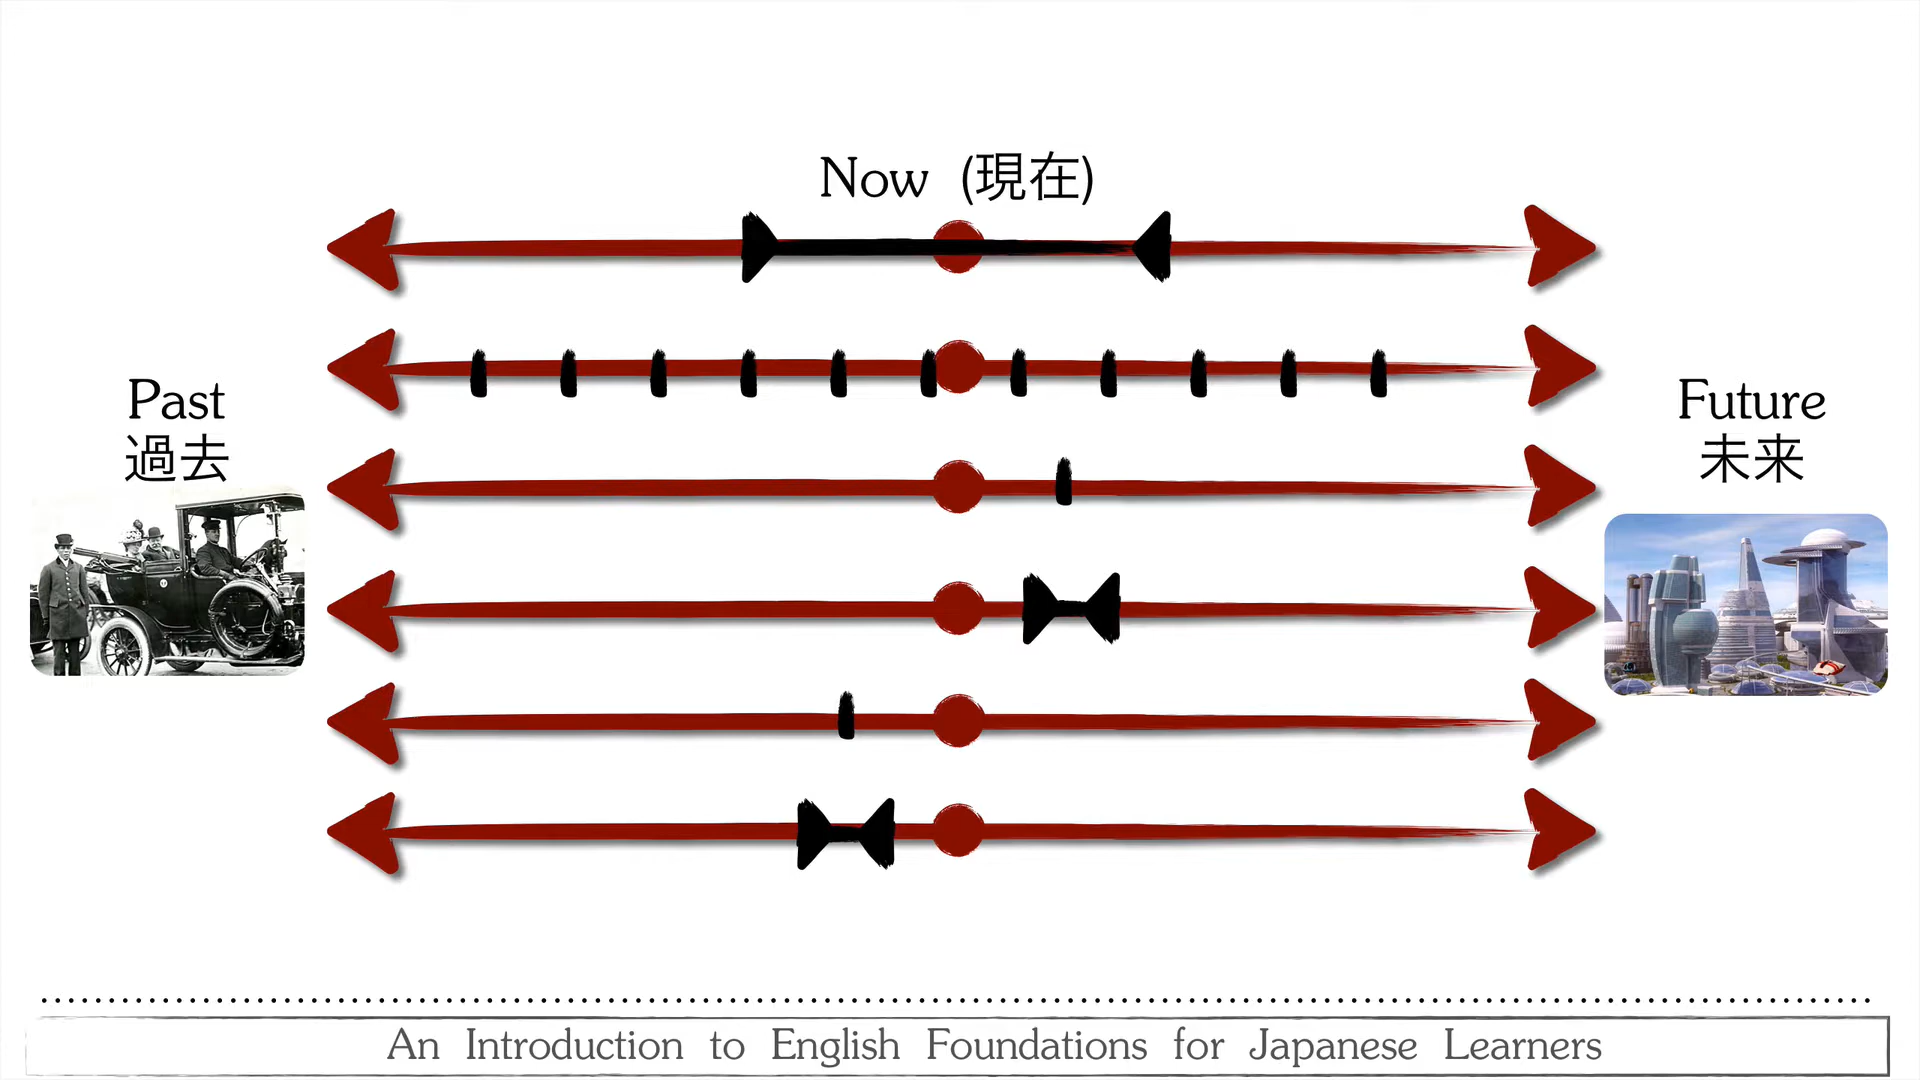 Now (現在)
Past
過去
Future
未来
An Introduction to English Foundations for Japanese Learners